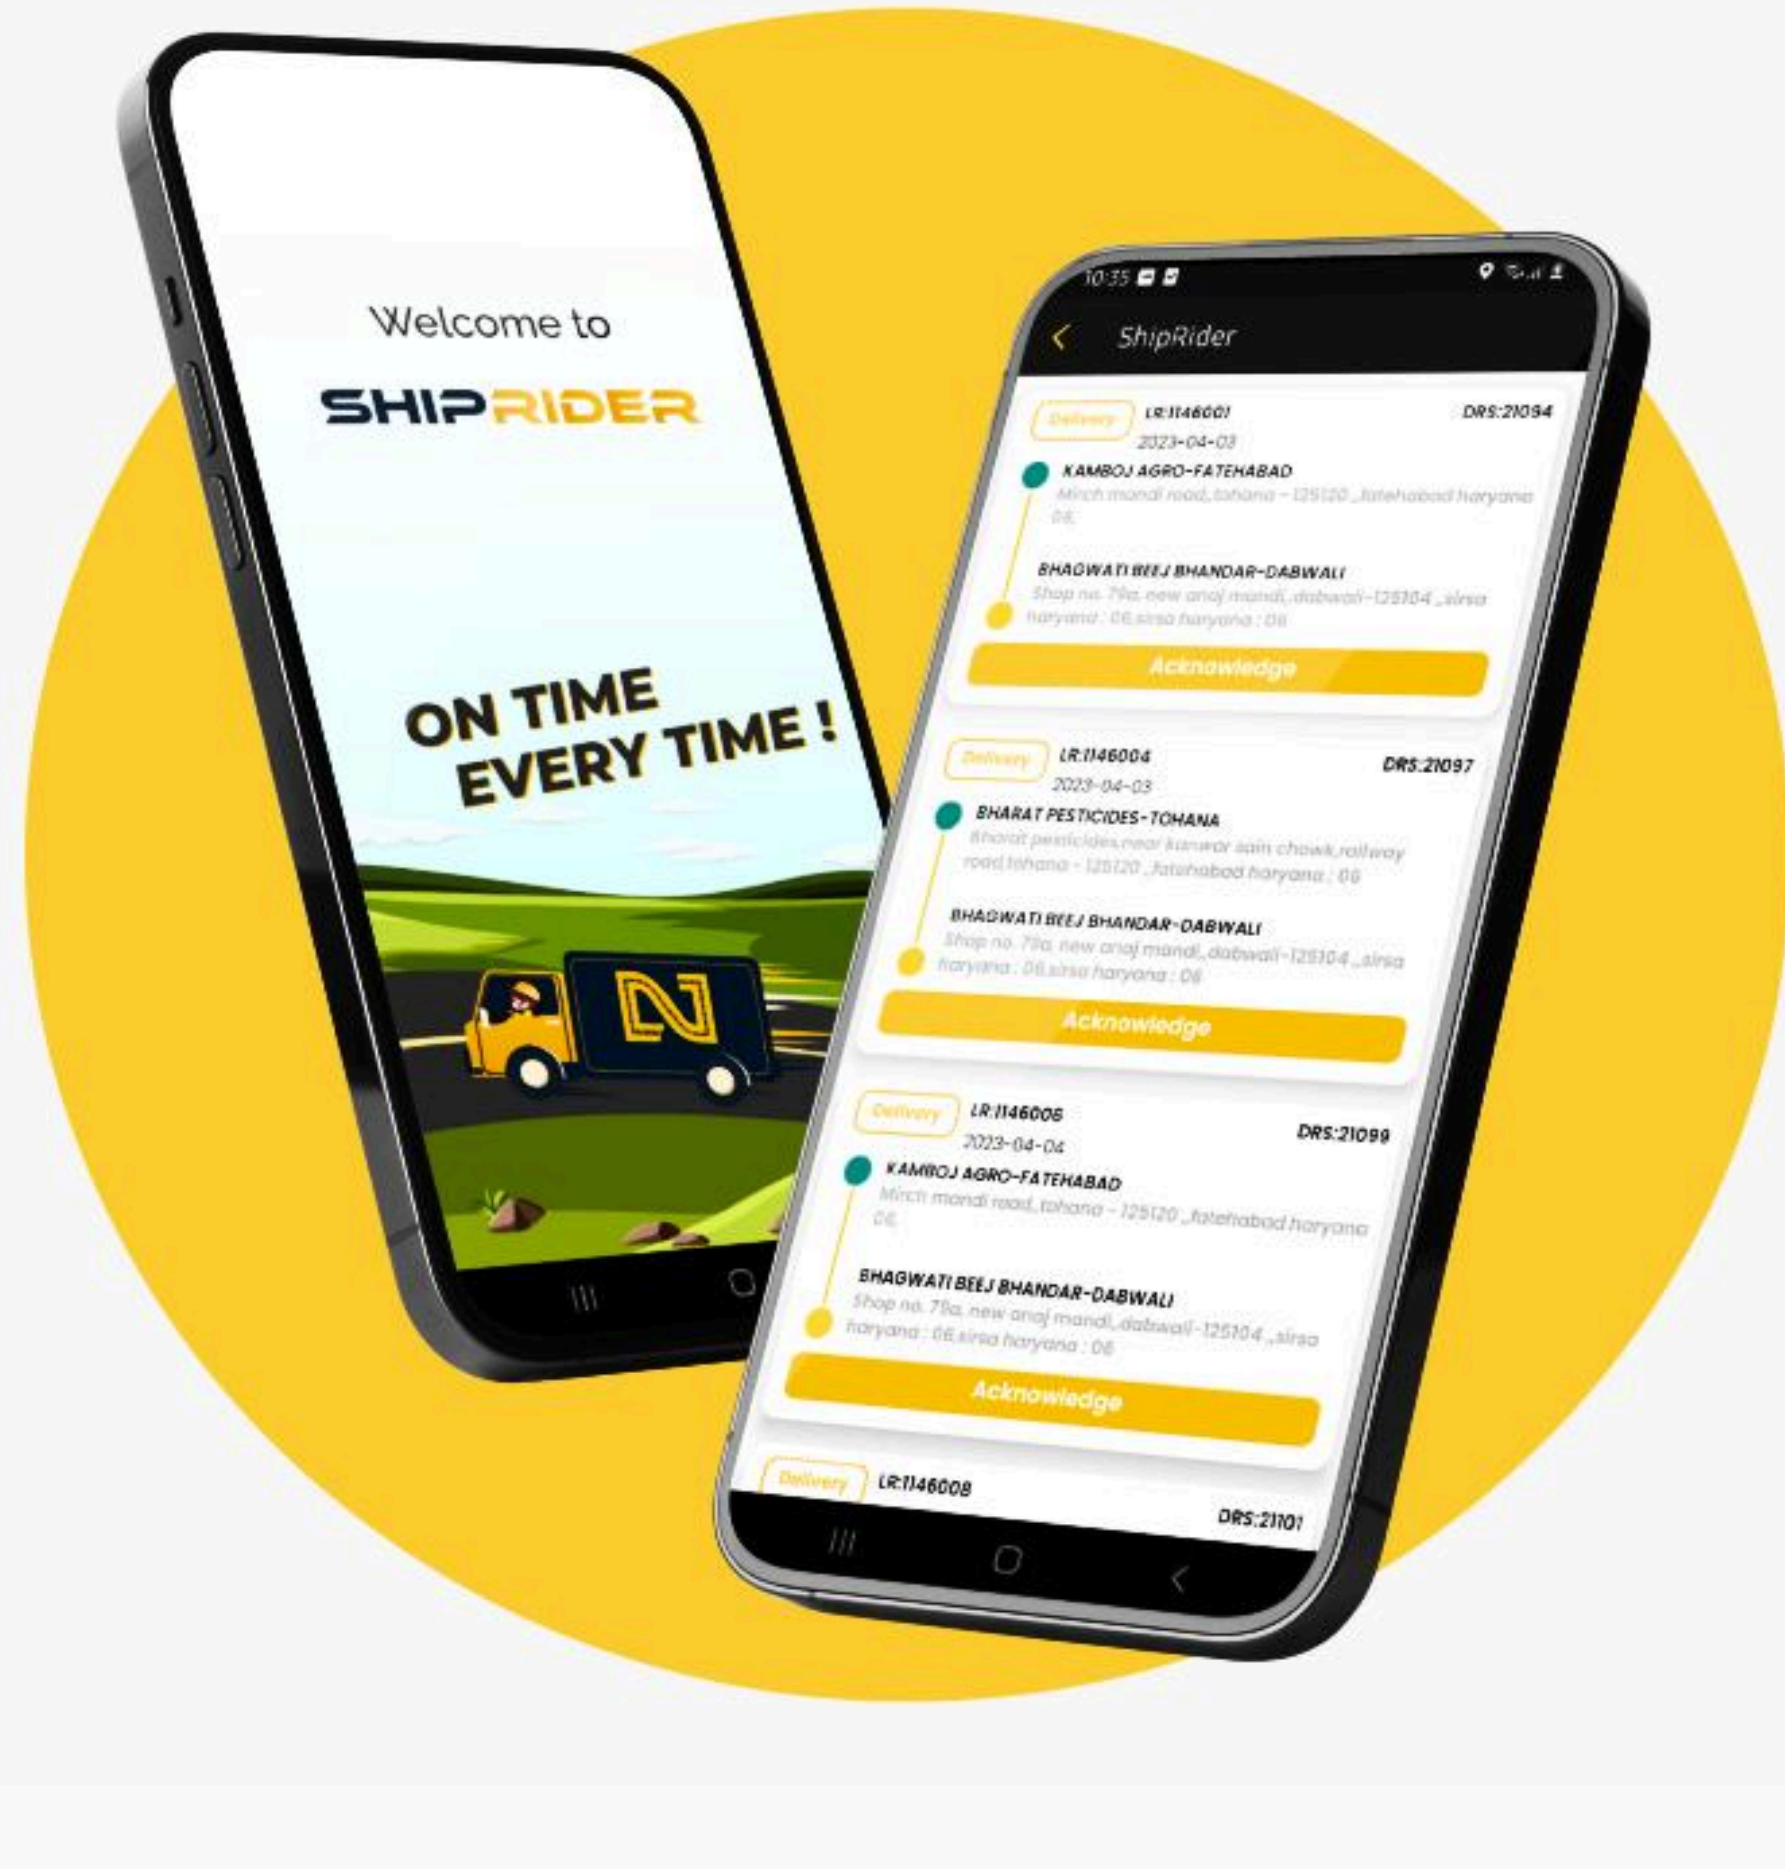 Welcome to
SHIPRIDER
ON TIME
EVERY TIME !
N
10:35
ShipRider
Delivery LR:1146001 DRS:21094
2023-04-03
KAMBOJ AGRO-FATEHABAD
Mirch mandi road,,tohana - 125120 ,,fatehabad haryana
06,
BHAGWATI BEEJ BHANDAR-DABWALI
Shop no. 79a, new anaj mandi,,dabwali-125104 ,,sirsa
haryana : 06,sirsa haryana : 06
Acknowledge
Delivery LR:1146004 DRS:21097
2023-04-03
BHARAT PESTICIDES-TOHANA
Bharat pesticides,near kanwar sain chowk,railway
road,tohana - 125120 ,,fatehabad haryana : 06
BHAGWATI BEEJ BHANDAR-DABWALI
Shop no. 79a, new anaj mandi,,dabwali-125104 ,,sirsa
haryana : 06,sirsa haryana : 06
Acknowledge
Delivery LR:1146006 DRS:21099
2023-04-04
KAMBOJ AGRO-FATEHABAD
Mirch mandi road,,tohana - 125120 ,,fatehabad haryana
06,
BHAGWATI BEEJ BHANDAR-DABWALI
Shop no. 79a, new anaj mandi,,dabwali-125104 ,,sirsa
haryana : 06,sirsa haryana : 06
Acknowledge
Delivery LR:1146008 DRS:21101